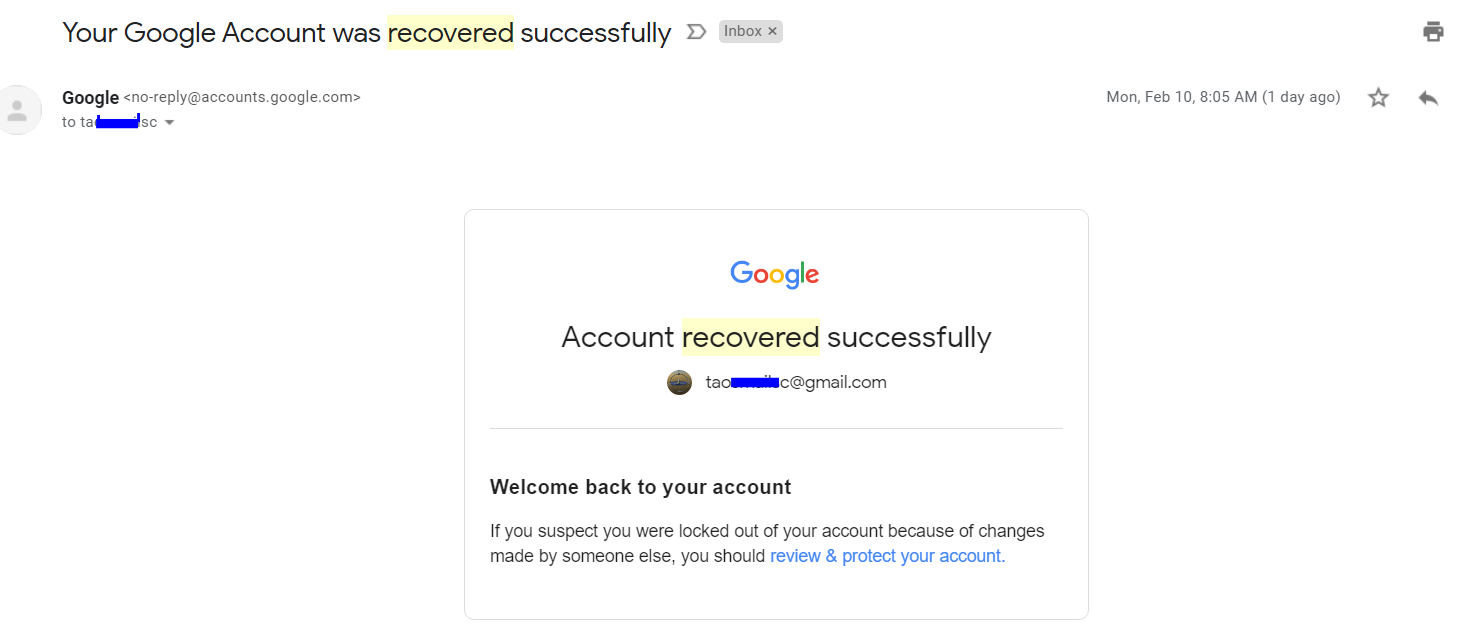 Your Google Account was recovered successfully Inbox ×
Google <no-reply@accounts.google.com> Mon, Feb 10, 8:05 AM (1 day ago)
to ta sc
Google
Account recovered successfully
tao c@gmail.com
Welcome back to your account
If you suspect you were locked out of your account because of changes
made by someone else, you should review & protect your account.